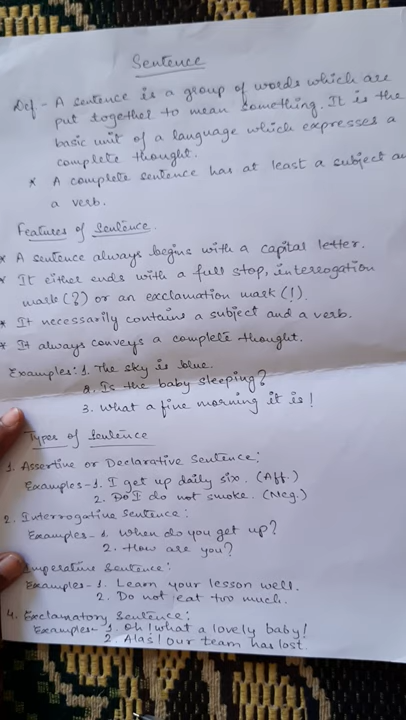 Sentence
Def - A sentence is a group of words which are
put together to mean something. It is the
basic unit of a language which expresses a
complete thought.
* A complete sentence has at least a subject an
a verb.
Features of Sentence.
* A sentence always begins with a capital letter.
* It either ends with a full stop, interrogation
mark (?) or an exclamation mark (!).
* It necessarily contains a subject and a verb.
* It always conveys a complete thought.
Examples: 1. The sky is blue.
2. Is the baby sleeping?
3. What a fine morning it is!
Types of Sentence
1. Assertive or Declarative Sentence:
Examples - 1. I get up daily six. (Aff.)
2. I do not smoke. (Neg.)
2. Interrogative Sentence:
Examples - 1. When do you get up?
2. How are you?
Imperative Sentence:
Examples - 1. Learn your lesson well.
2. Do not eat too much.
4. Exclamatory Sentence:
Examples - 1. Oh! what a lovely baby!
2. Alas! our team has lost.